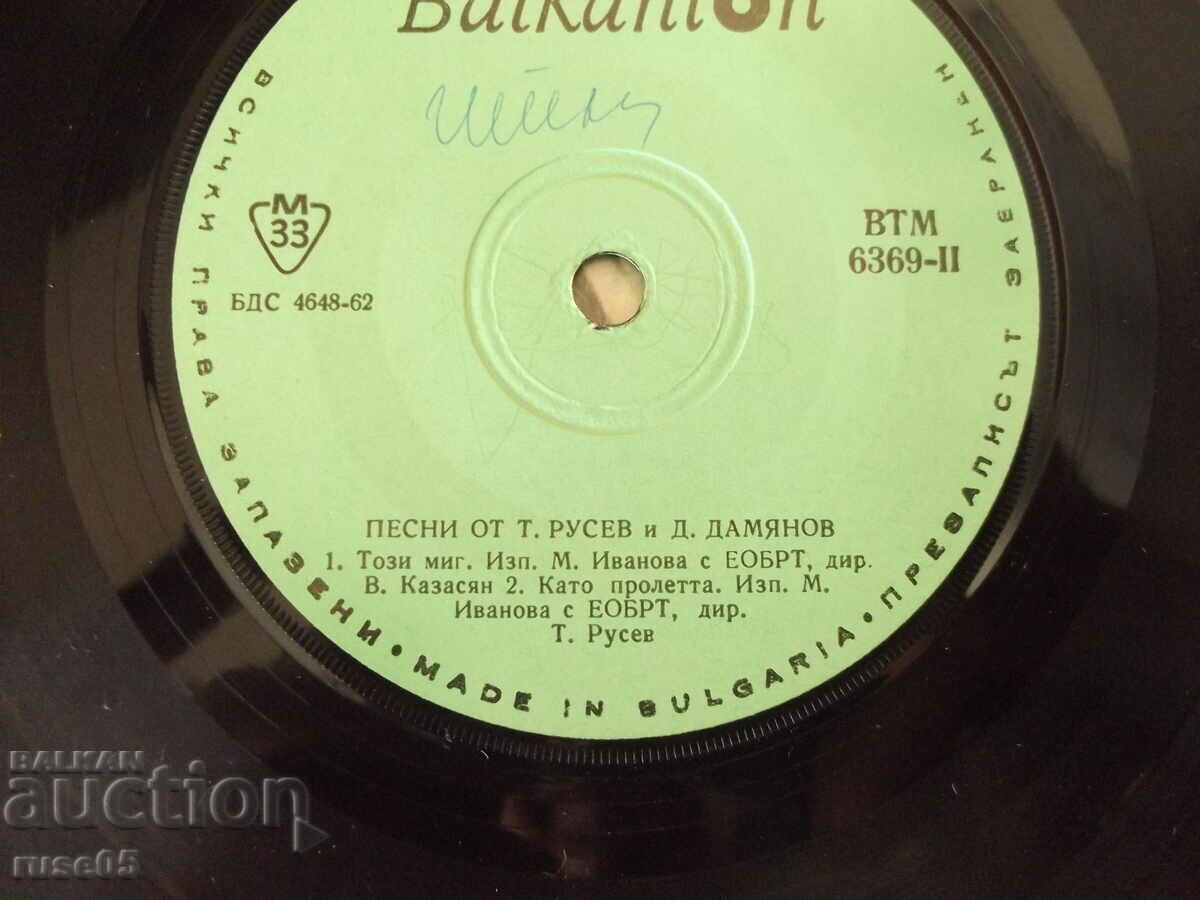 Balkanton
ВСИЧКИ ПРАВА ЗАПАЗЕНИ • MADE IN BULGARIA • ПРЕЗАПИСЪТ ЗАБРАНЕН
М
33
БДС 4648-62
ВТМ
6369-II
ПЕСНИ ОТ Т. РУСЕВ и Д. ДАМЯНОВ
1. Този миг. Изп. М. Иванова с ЕОБРТ, дир.
В. Казасян 2. Като пролетта. Изп. М.
Иванова с ЕОБРТ, дир.
Т. Русев
BALKAN
auction
ruse05